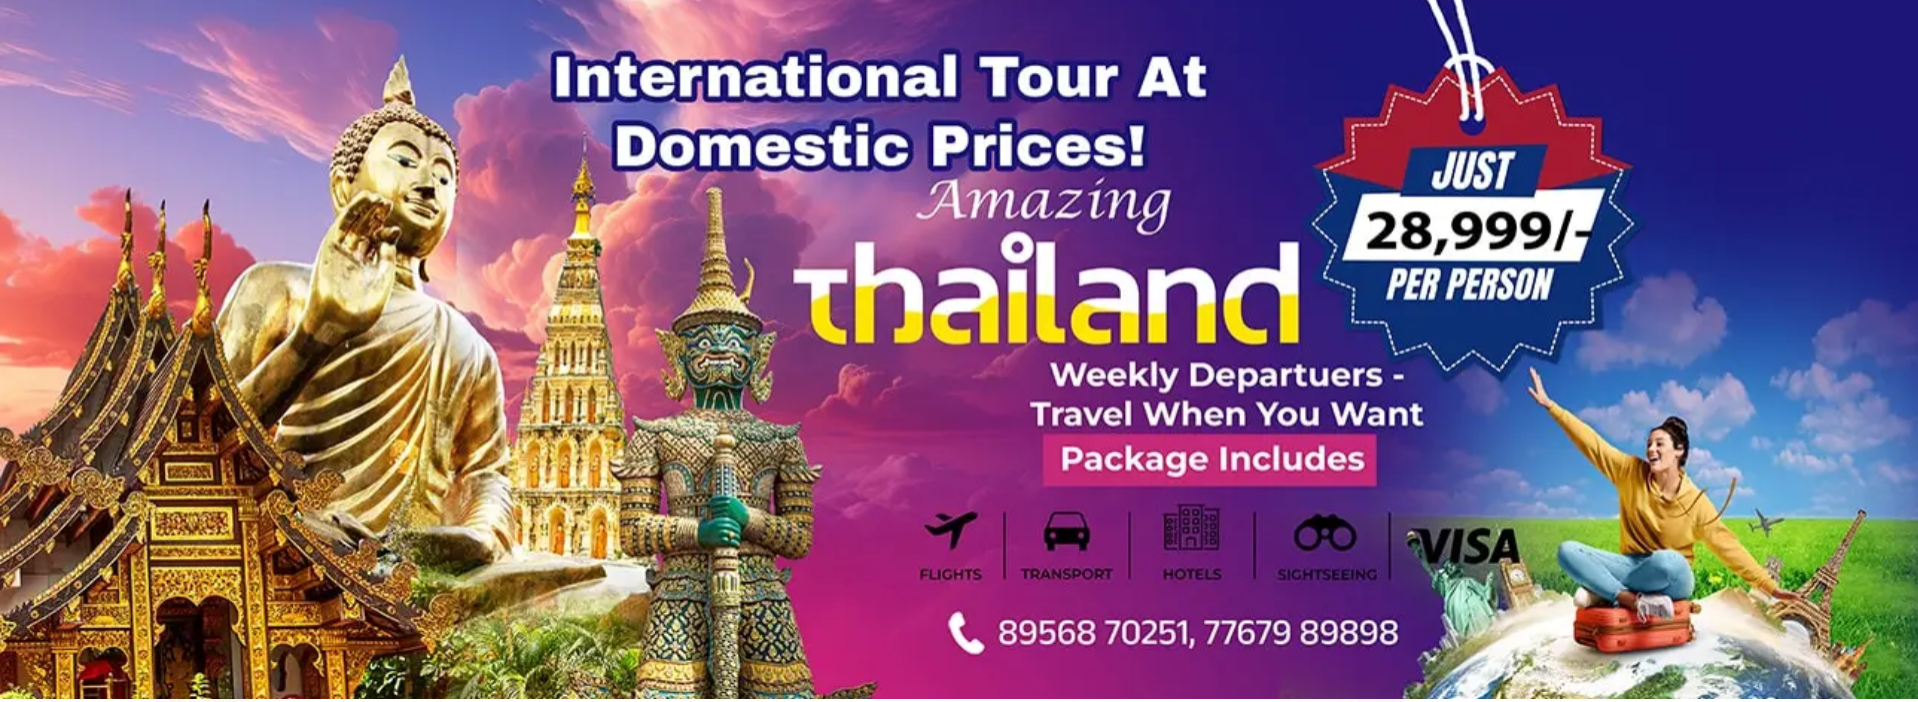 International Tour At
Domestic Prices!
Amazing
thailand
JUST
28,999/-
PER PERSON
Weekly Departuers -
Travel When You Want
Package Includes
FLIGHTS
TRANSPORT
HOTELS
SIGHTSEEING
VISA
89568 70251, 77679 89898